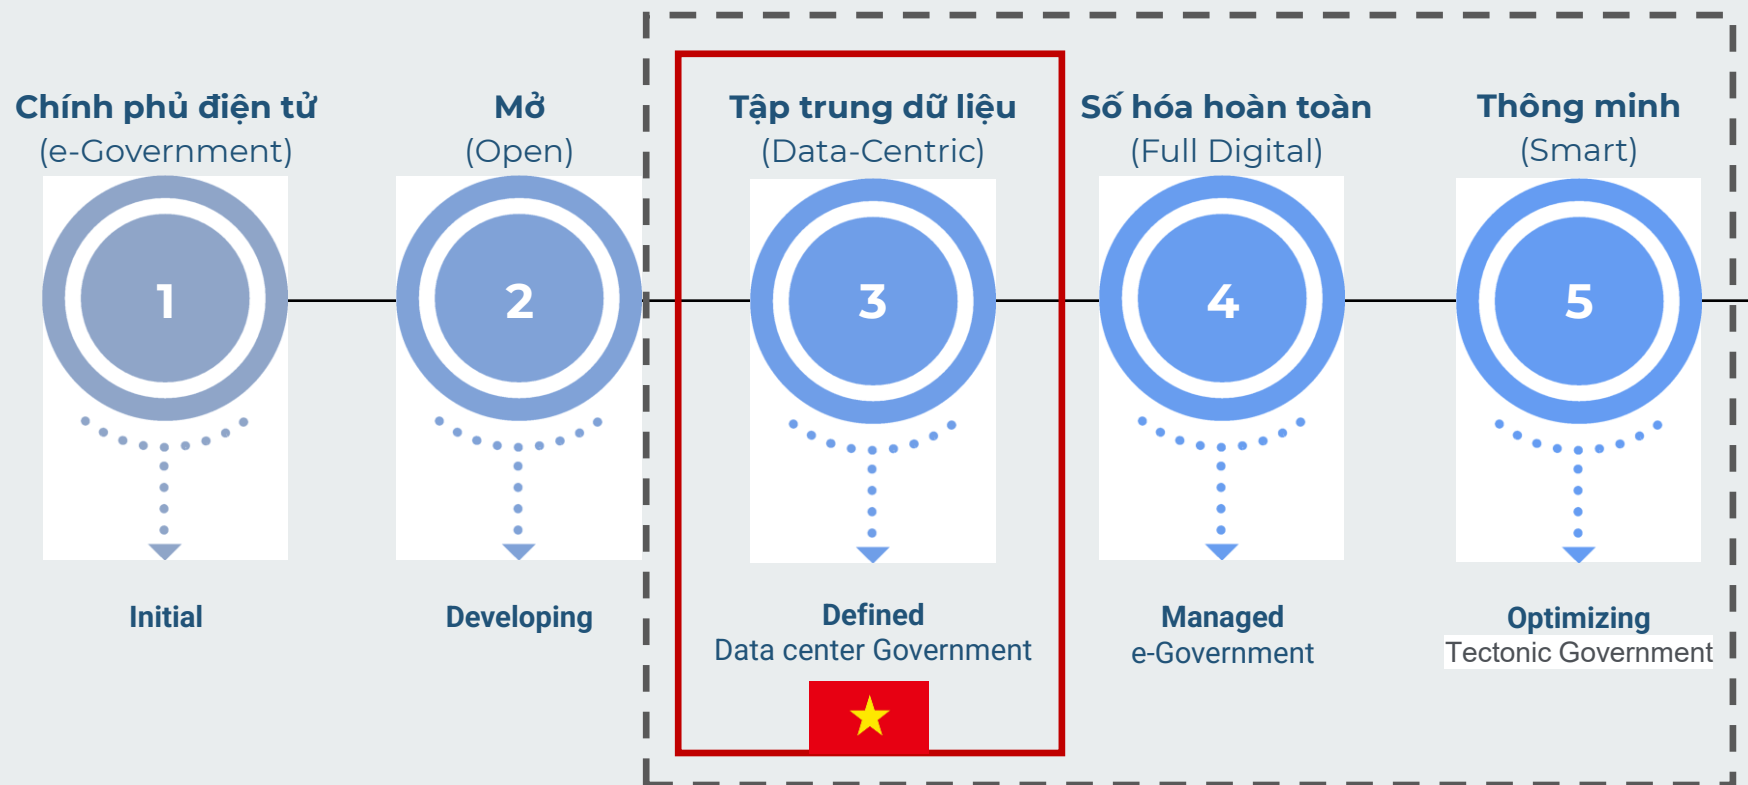 Chính phủ điện tử
(e-Government)
1
Initial
Mở
(Open)
2
Developing
Tập trung dữ liệu
(Data-Centric)
3
Defined
Data center Government
Số hóa hoàn toàn
(Full Digital)
4
Managed
e-Government
Thông minh
(Smart)
5
Optimizing
Tectonic Government